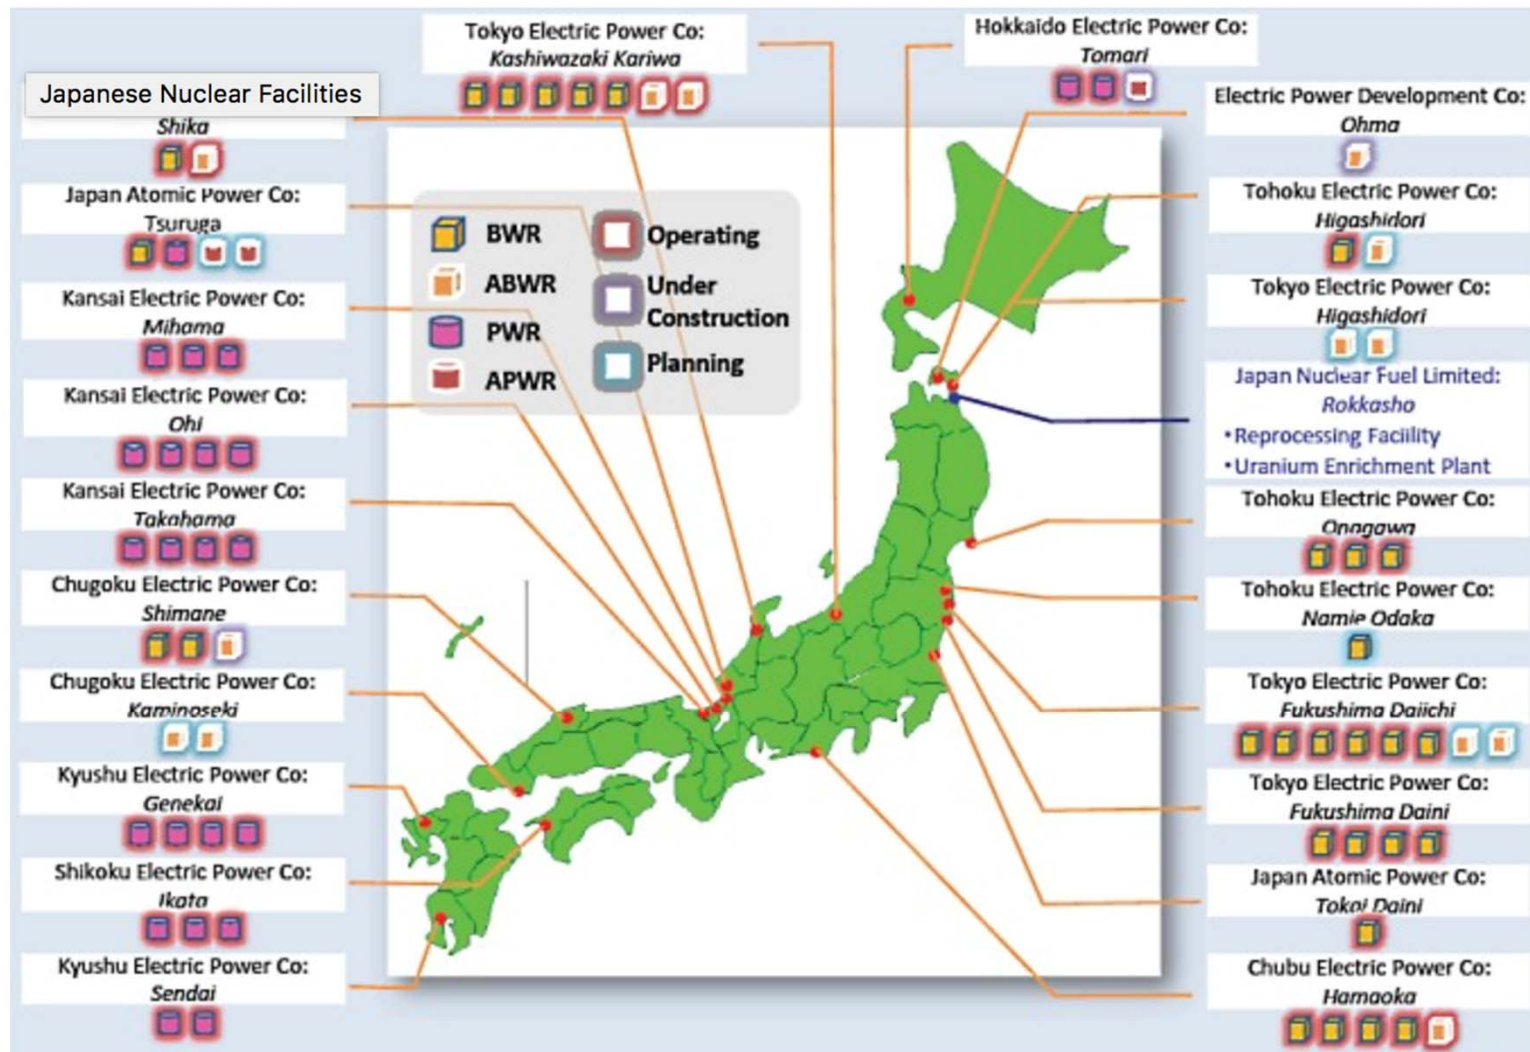 Tokyo Electric Power Co:
Kashiwazaki Kariwa
Hokkaido Electric Power Co:
Tomari
Japanese Nuclear Facilities
Shika
Japan Atomic Power Co:
Tsuruga
Kansai Electric Power Co:
Mihama
Kansai Electric Power Co:
Ohi
Kansai Electric Power Co:
Takahama
Chugoku Electric Power Co:
Shimane
Chugoku Electric Power Co:
Kaminoseki
Kyushu Electric Power Co:
Genekai
Shikoku Electric Power Co:
Ikata
Kyushu Electric Power Co:
Sendai
BWR
ABWR
PWR
APWR
Operating
Under
Construction
Planning
Electric Power Development Co:
Ohma
Tohoku Electric Power Co:
Higashidori
Tokyo Electric Power Co:
Higashidori
Japan Nuclear Fuel Limited:
Rokkasho
•Reprocessing Faciility
•Uranium Enrichment Plant
Tohoku Electric Power Co:
Onagawa
Tohoku Electric Power Co:
Namie Odaka
Tokyo Electric Power Co:
Fukushima Daiichi
Tokyo Electric Power Co:
Fukushima Daini
Japan Atomic Power Co:
Tokai Daini
Chubu Electric Power Co:
Hamaoka